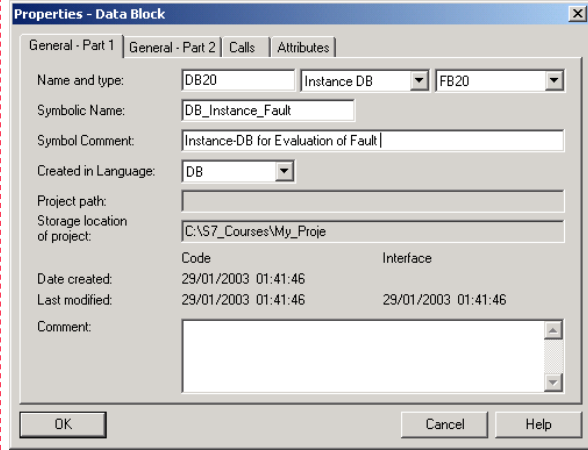 Properties - Data Block
General - Part 1 General - Part 2 Calls Attributes
Name and type: DB20 Instance DB FB20
Symbolic Name: DB_Instance_Fault
Symbol Comment: Instance-DB for Evaluation of Fault
Created in Language: DB
Project path:
Storage location
of project: C:\S7_Courses\My_Proje
Code Interface
Date created: 29/01/2003 01:41:46
Last modified: 29/01/2003 01:41:46 29/01/2003 01:41:46
Comment:
OK Cancel Help